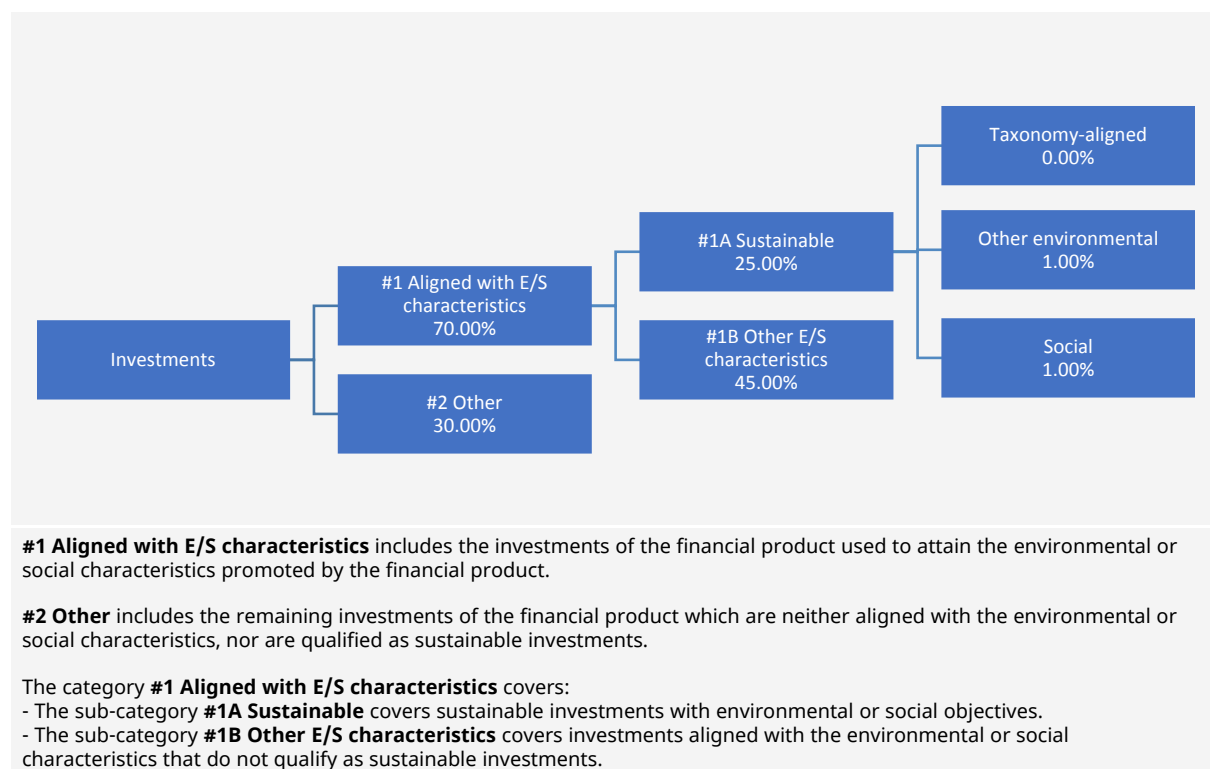 Investments
#1 Aligned with E/S
characteristics
70.00%
#2 Other
30.00%
#1A Sustainable
25.00%
#1B Other E/S
characteristics
45.00%
Taxonomy-aligned
0.00%
Other environmental
1.00%
Social
1.00%
#1 Aligned with E/S characteristics includes the investments of the financial product used to attain the environmental or
social characteristics promoted by the financial product.
#2 Other includes the remaining investments of the financial product which are neither aligned with the environmental or
social characteristics, nor are qualified as sustainable investments.
The category #1 Aligned with E/S characteristics covers:
- The sub-category #1A Sustainable covers sustainable investments with environmental or social objectives.
- The sub-category #1B Other E/S characteristics covers investments aligned with the environmental or social
characteristics that do not qualify as sustainable investments.